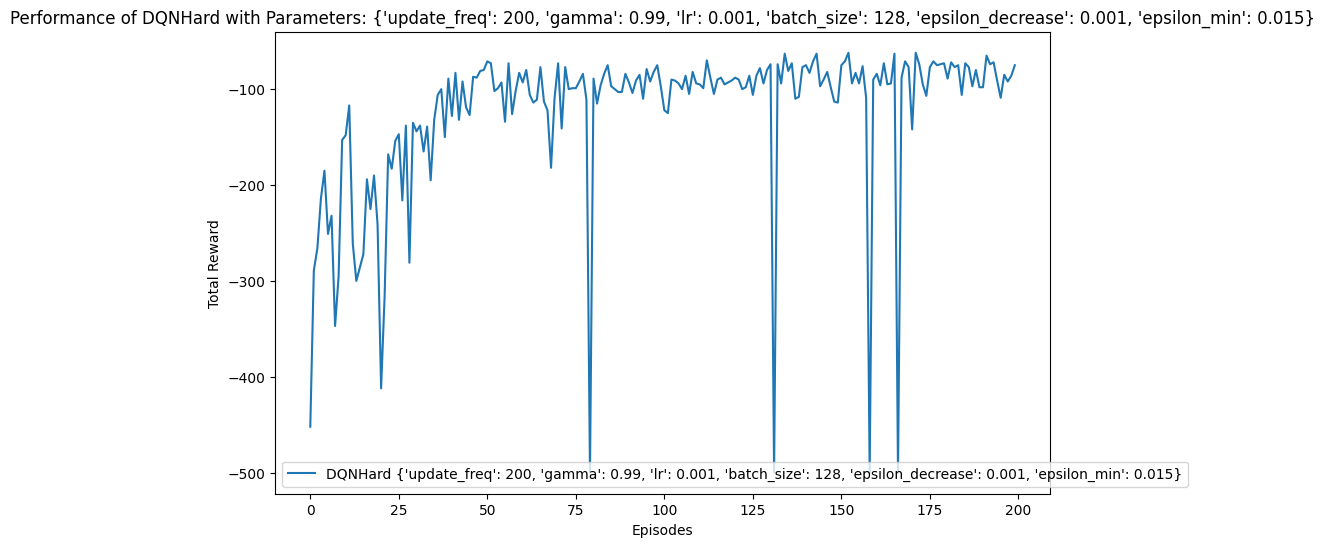 Performance of DQNHard with Parameters: {'update_freq': 200, 'gamma': 0.99, 'lr': 0.001, 'batch_size': 128, 'epsilon_decrease': 0.001, 'epsilon_min': 0.015}
Total Reward
−100
−200
−300
−400
−500
DQNHard {'update_freq': 200, 'gamma': 0.99, 'lr': 0.001, 'batch_size': 128, 'epsilon_decrease': 0.001, 'epsilon_min': 0.015}
0 25 50 75 100 125 150 175 200
Episodes